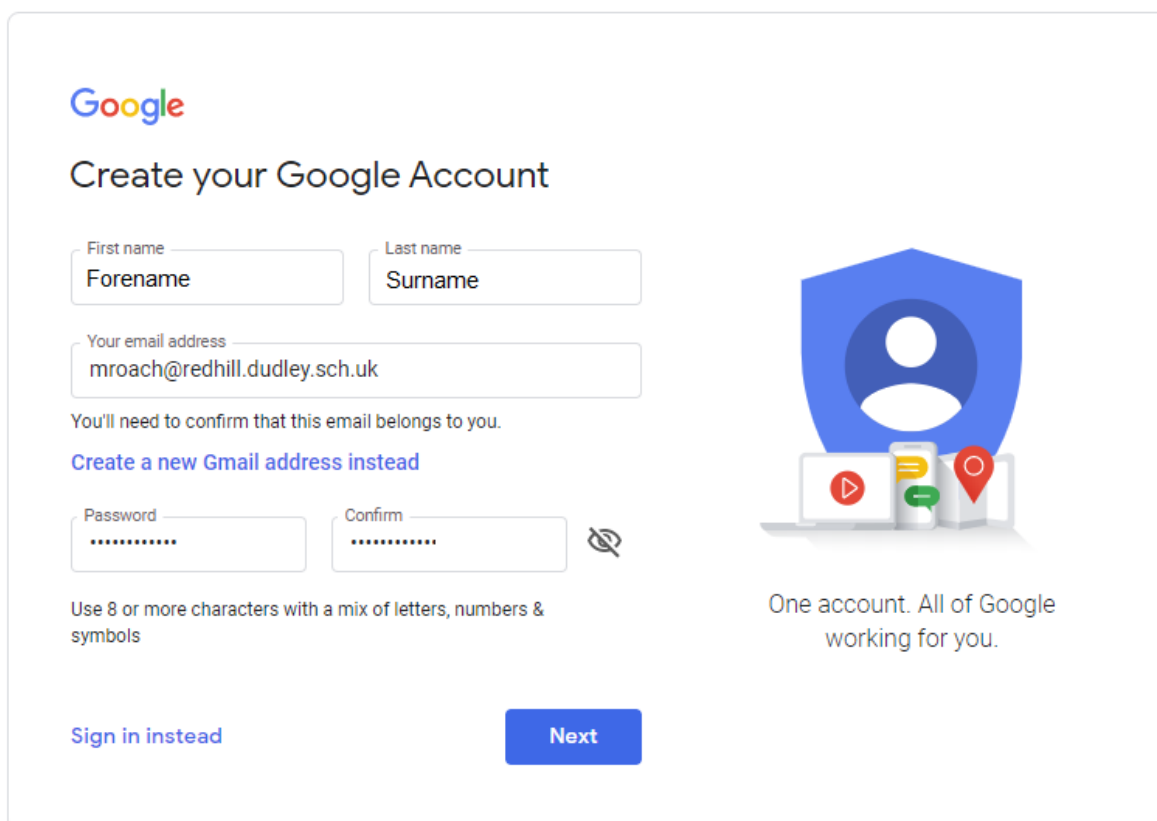 Google
Create your Google Account
First name
Last name
Forename
Surname
Your email address
mroach@redhill.dudley.sch.uk
You'll need to confirm that this email belongs to you.
Create a new Gmail address instead
Password
Confirm
••••••••••••
••••••••••••
Use 8 or more characters with a mix of letters, numbers &
symbols
One account. All of Google
working for you.
Sign in instead
Next